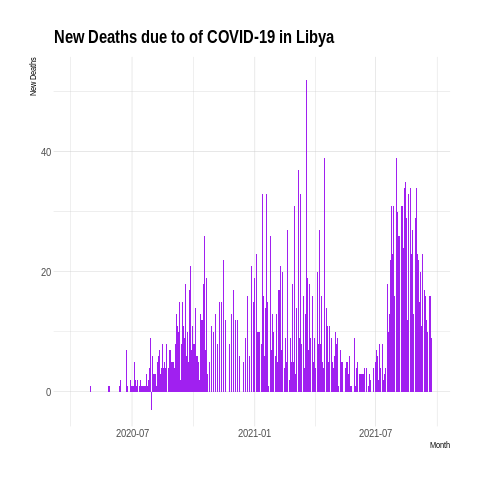 New Deaths due to of COVID-19 in Libya
New Deaths
40
20
0
2020-07
2021-01
2021-07
Month